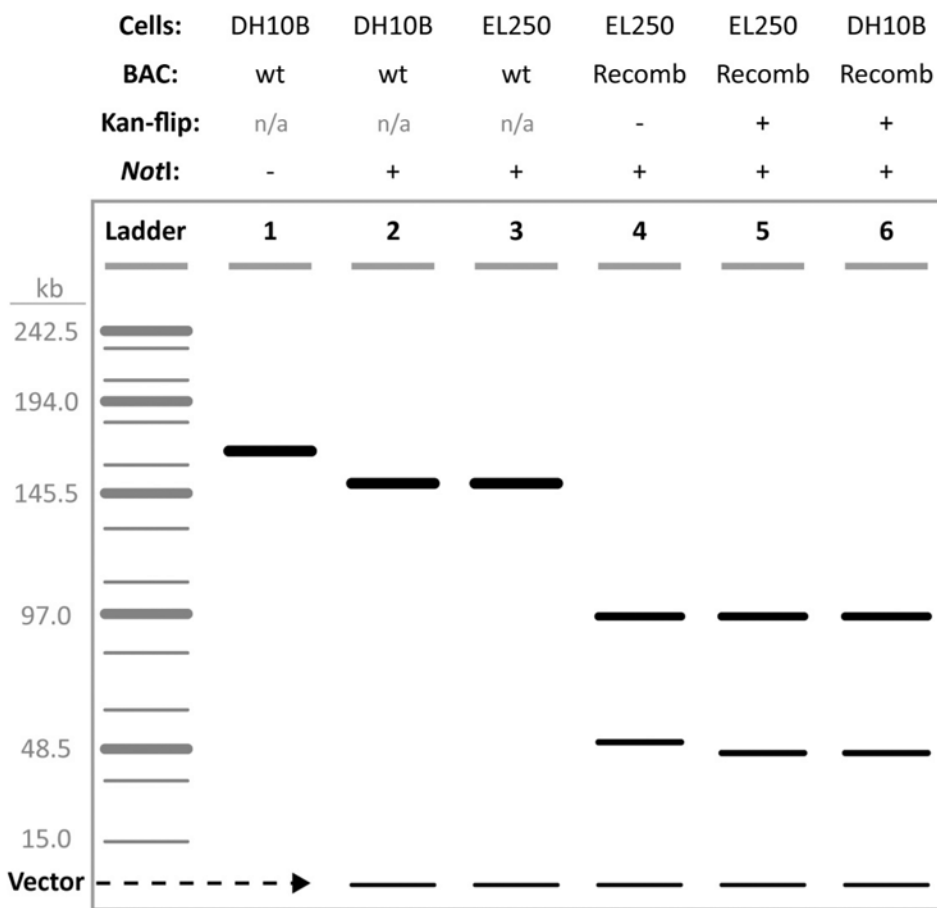 Cells: DH10B DH10B EL250 EL250 EL250 DH10B
BAC: wt wt wt Recomb Recomb Recomb
Kan-flip: n/a n/a n/a - + +
NotI: - + + + + +
Ladder 1 2 3 4 5 6
kb
242.5
194.0
145.5
97.0
48.5
15.0
Vector